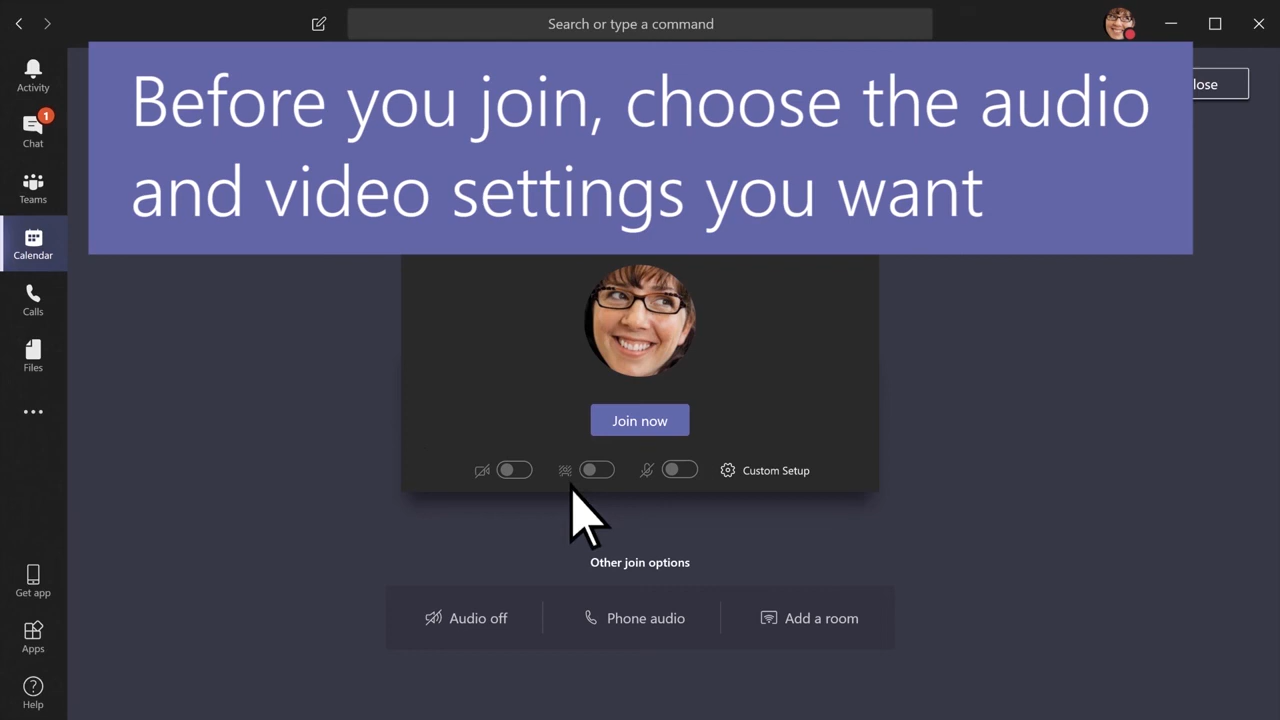 Search or type a command
Before you join, choose the audio
and video settings you want
lose
Activity
1
Chat
Teams
Calendar
Calls
Files
Get app
Apps
Help
Join now
Custom Setup
Other join options
Audio off
Phone audio
Add a room